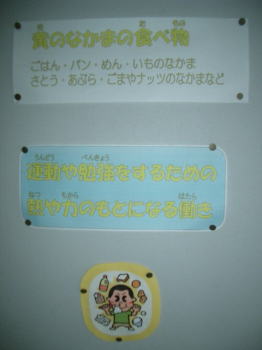 黄のなかまの食べ物
ごはん・パン・めん・いものなかま
さとう・あぶら・ごまやナッツのなかまなど
運動や勉強をするための
熱や力のもとになる働き